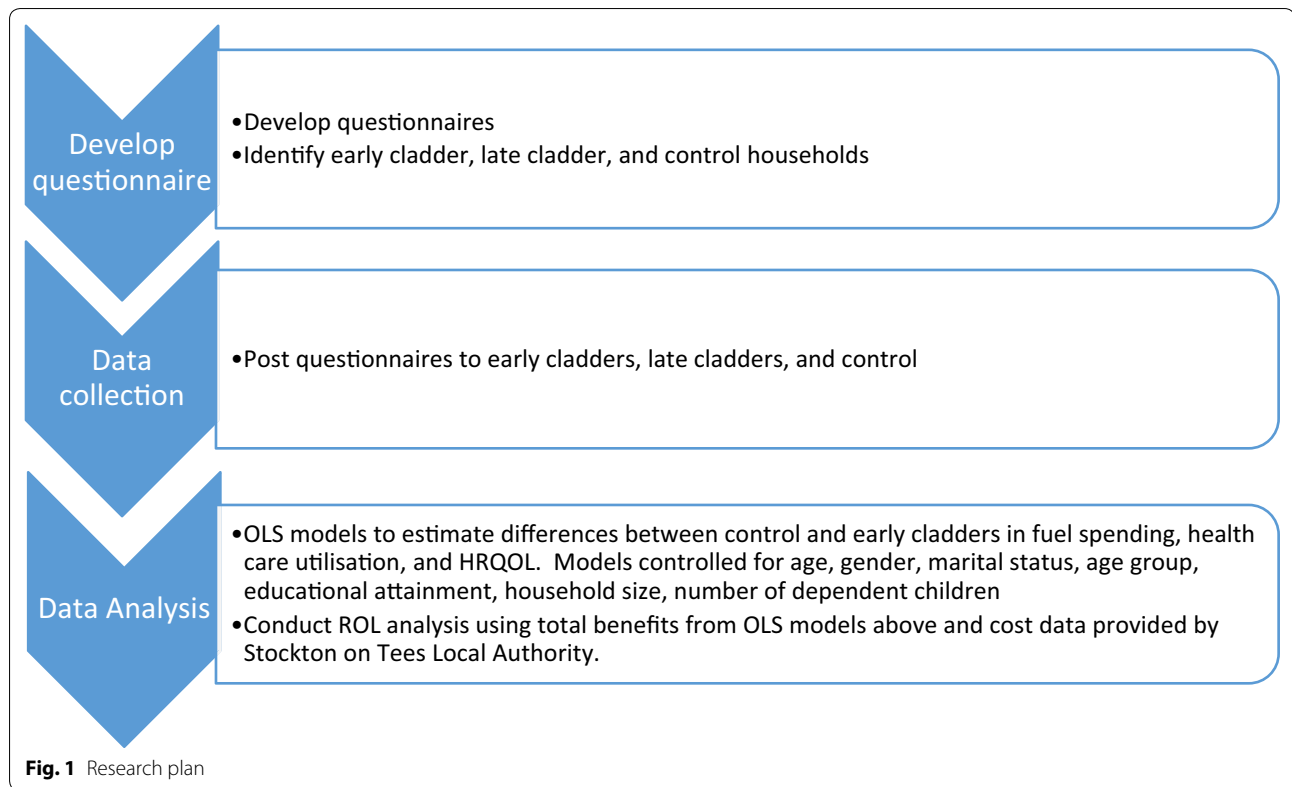 Develop
questionnaire
•Develop questionnaires
•Identify early cladder, late cladder, and control households
Data
collection
•Post questionnaires to early cladders, late cladders, and control
Data Analysis
•OLS models to estimate differences between control and early cladders in fuel spending, health
care utilisation, and HRQOL.  Models controlled for age, gender, marital status, age group,
educational attainment, household size, number of dependent children
•Conduct ROL analysis using total benefits from OLS models above and cost data provided by
Stockton on Tees Local Authority.
Fig. 1 Research plan